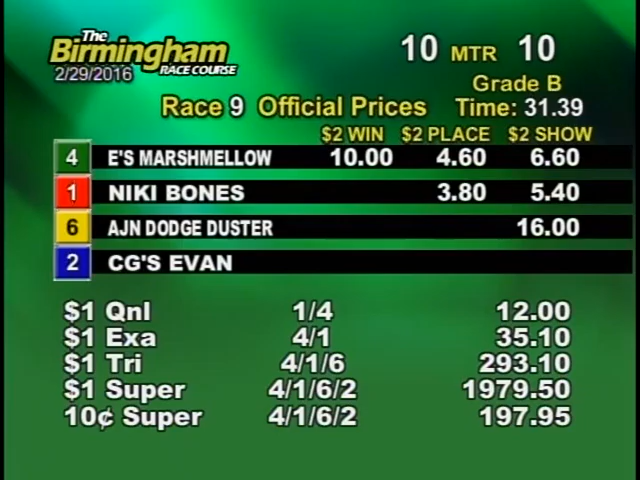 The
Birmingham
RACE COURSE
2/29/2016
10 MTR 10
Grade B
Race 9 Official Prices Time: 31.39
$2 WIN $2 PLACE $2 SHOW
4 E'S MARSHMELLOW 10.00 4.60 6.60
1 NIKI BONES 3.80 5.40
6 AJN DODGE DUSTER 16.00
2 CG'S EVAN
$1 Qnl 1/4 12.00
$1 Exa 4/1 35.10
$1 Tri 4/1/6 293.10
$1 Super 4/1/6/2 1979.50
10¢ Super 4/1/6/2 197.95